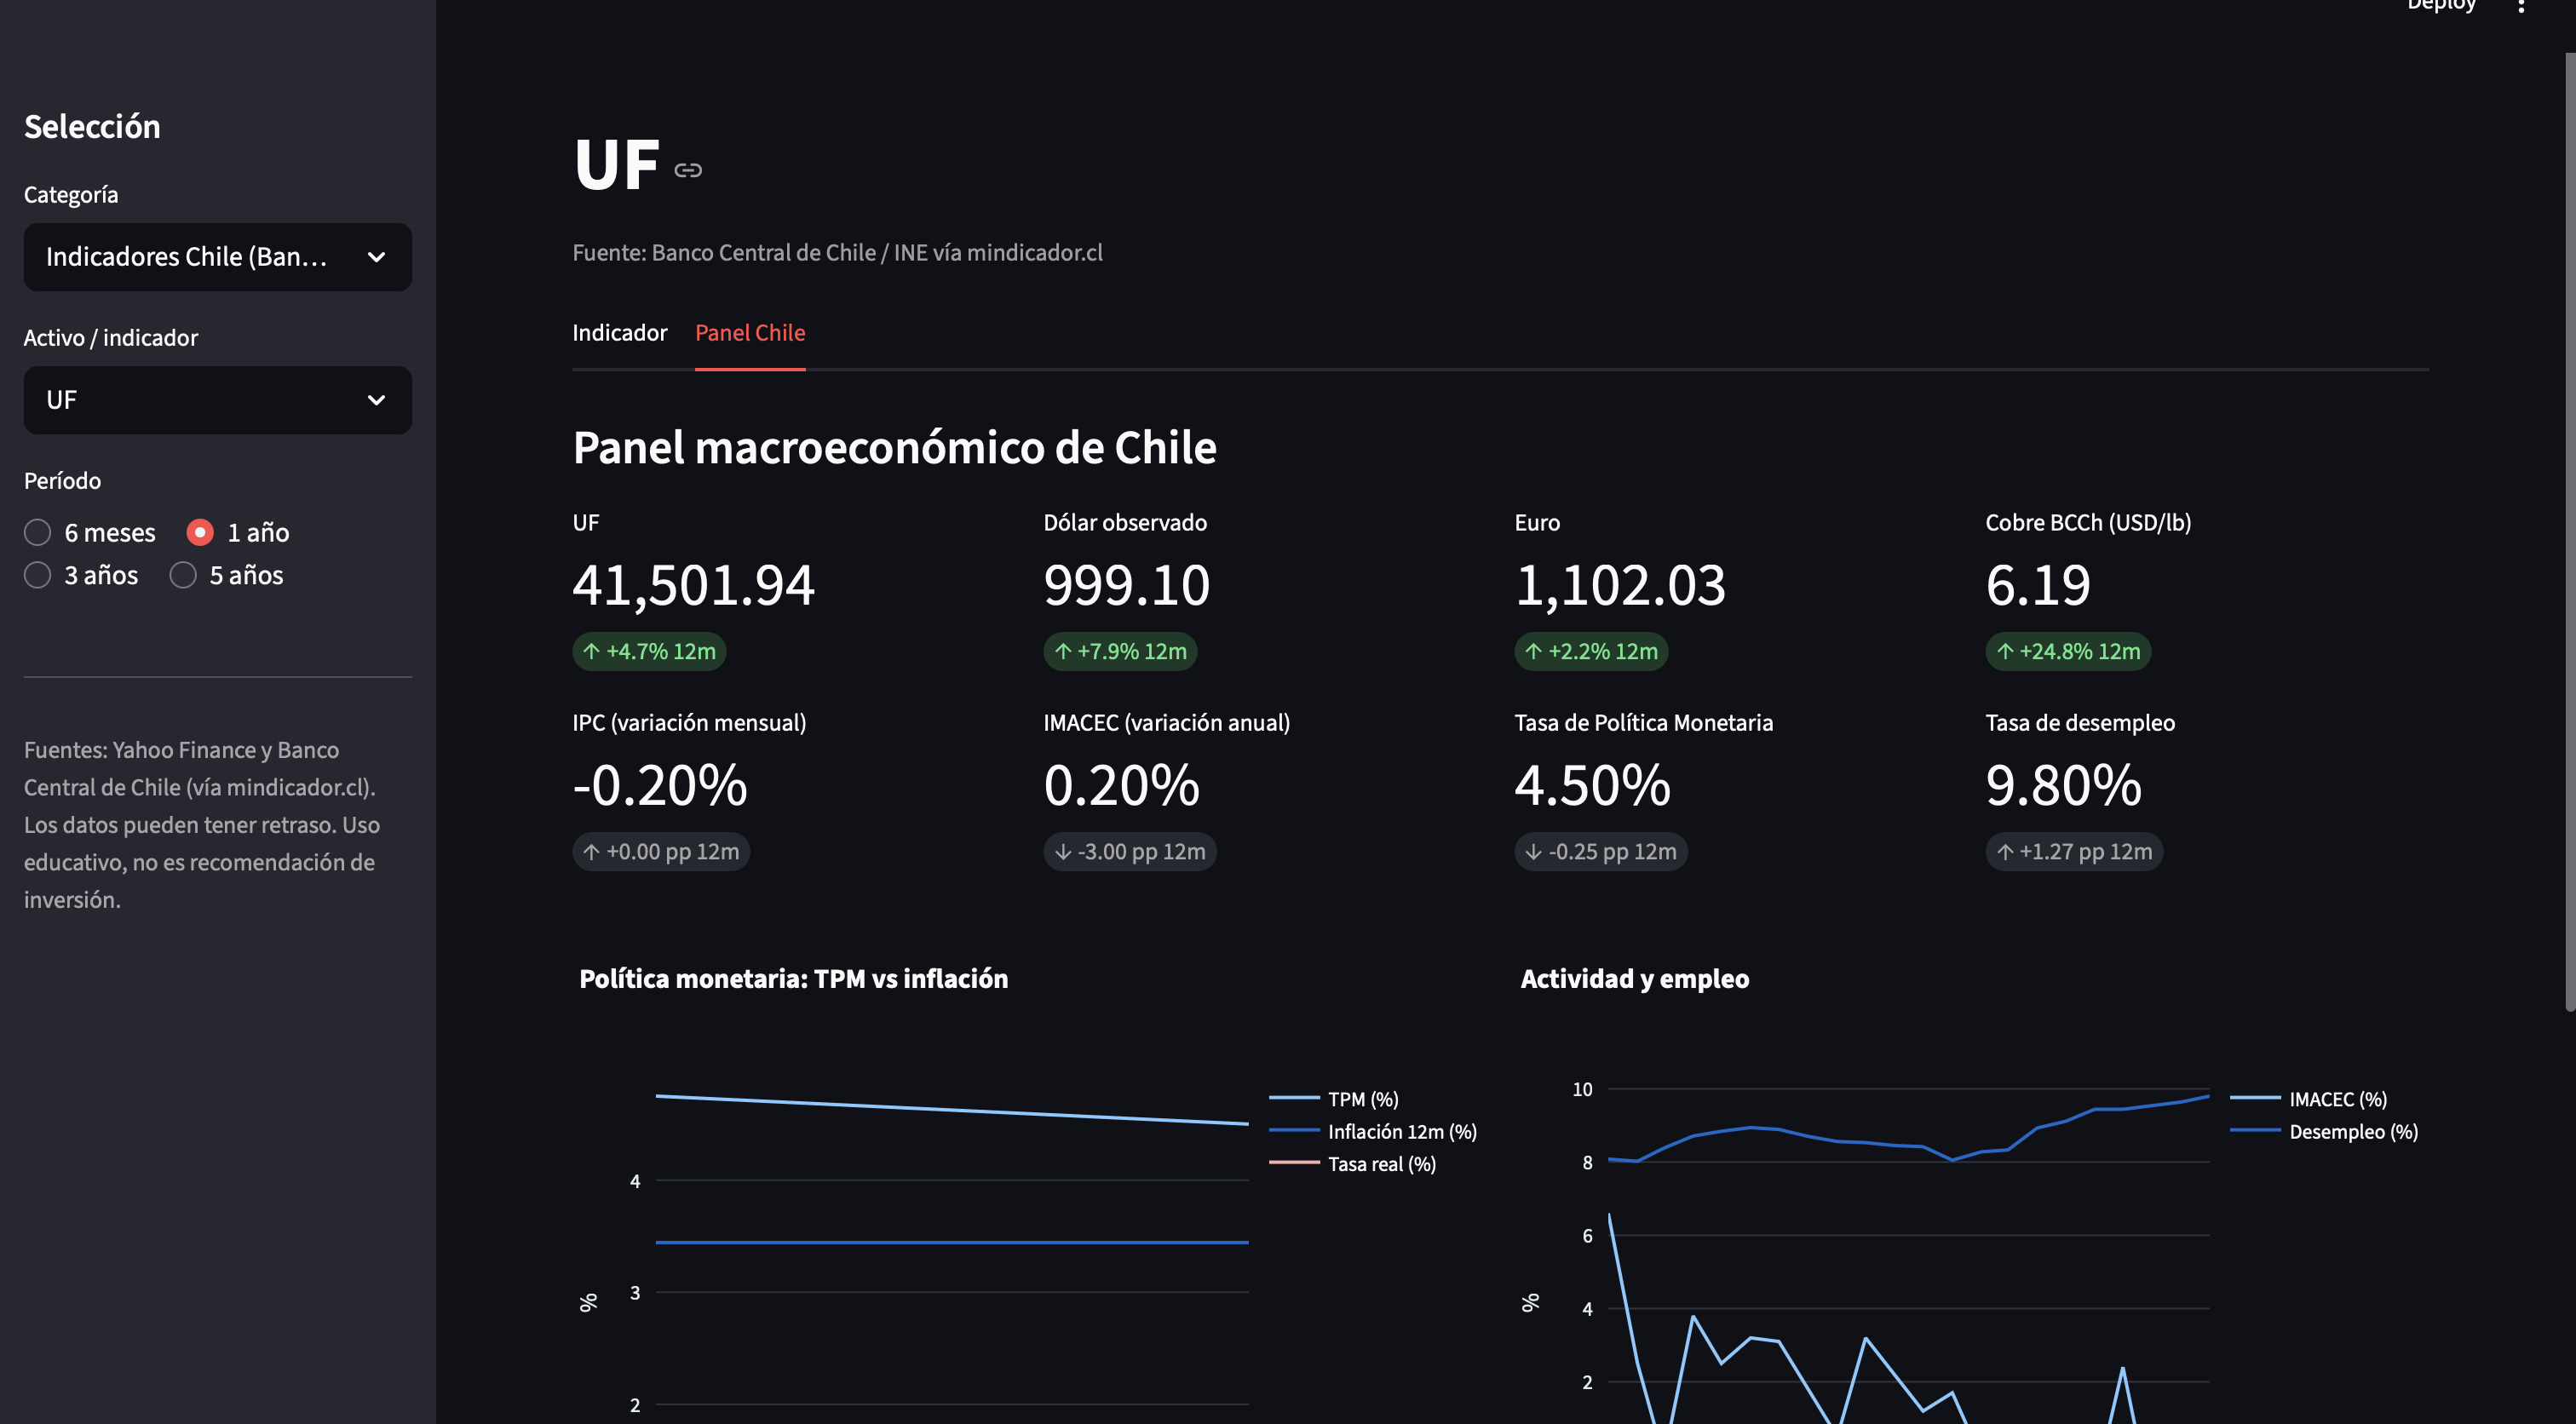 Deploy
Selección
Categoría
Indicadores Chile (Ban...
Activo / indicador
UF
Período
6 meses
1 año
3 años
5 años
Fuentes: Yahoo Finance y Banco
Central de Chile (vía mindicador.cl).
Los datos pueden tener retraso. Uso
educativo, no es recomendación de
inversión.
UF
Fuente: Banco Central de Chile / INE vía mindicador.cl
Indicador
Panel Chile
Panel macroeconómico de Chile
UF
41,501.94
↑ +4.7% 12m
Dólar observado
999.10
↑ +7.9% 12m
Euro
1,102.03
↑ +2.2% 12m
Cobre BCCh (USD/lb)
6.19
↑ +24.8% 12m
IPC (variación mensual)
-0.20%
↑ +0.00 pp 12m
IMACEC (variación anual)
0.20%
↓ -3.00 pp 12m
Tasa de Política Monetaria
4.50%
↓ -0.25 pp 12m
Tasa de desempleo
9.80%
↑ +1.27 pp 12m
Política monetaria: TPM vs inflación
4
3
2
%
TPM (%)
Inflación 12m (%)
Tasa real (%)
Actividad y empleo
10
8
6
4
2
%
IMACEC (%)
Desempleo (%)